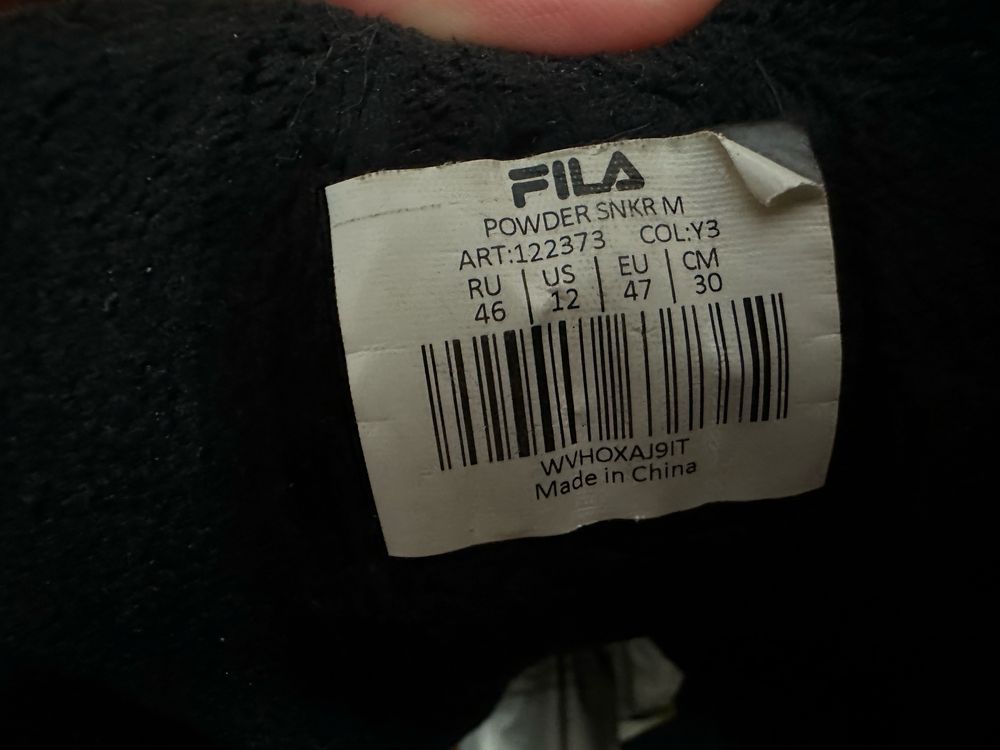 FILA
POWDER SNKR M
ART:122373 COL:Y3
RU US EU CM
46 12 47 30
WVHOXAJ9IT
Made in China